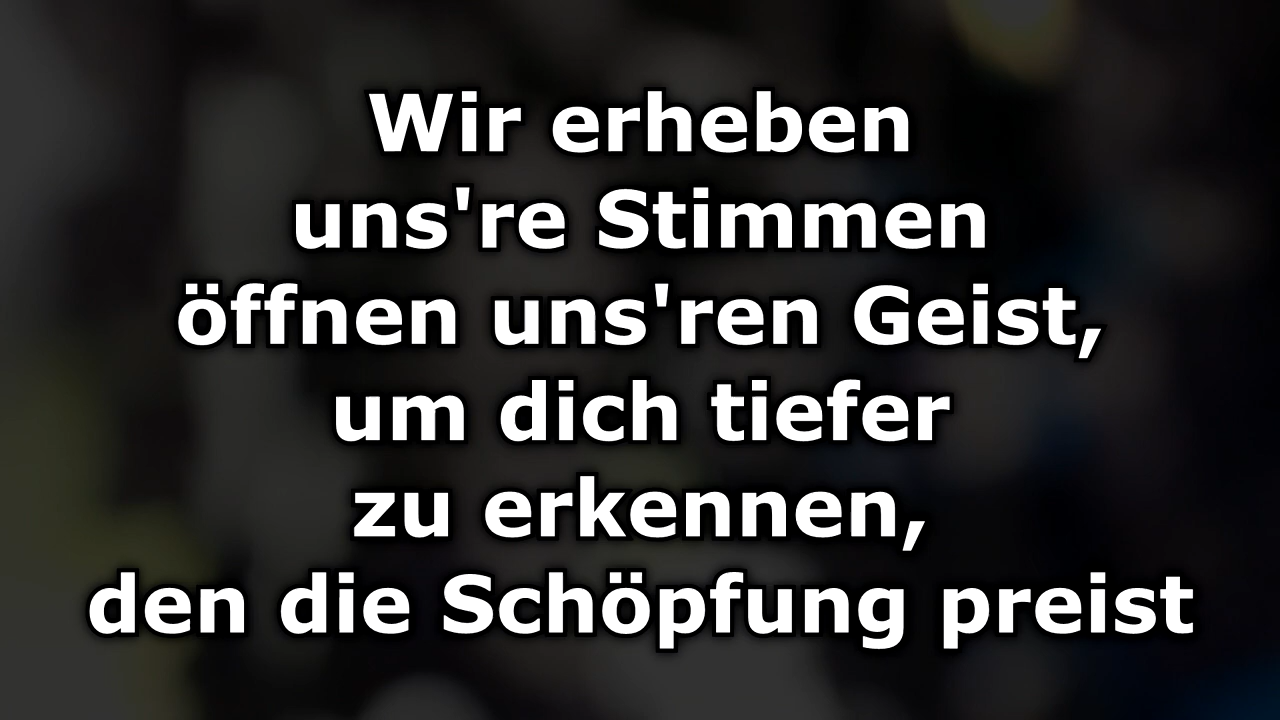 Wir erheben
uns're Stimmen
öffnen uns'ren Geist,
um dich tiefer
zu erkennen,
den die Schöpfung preist